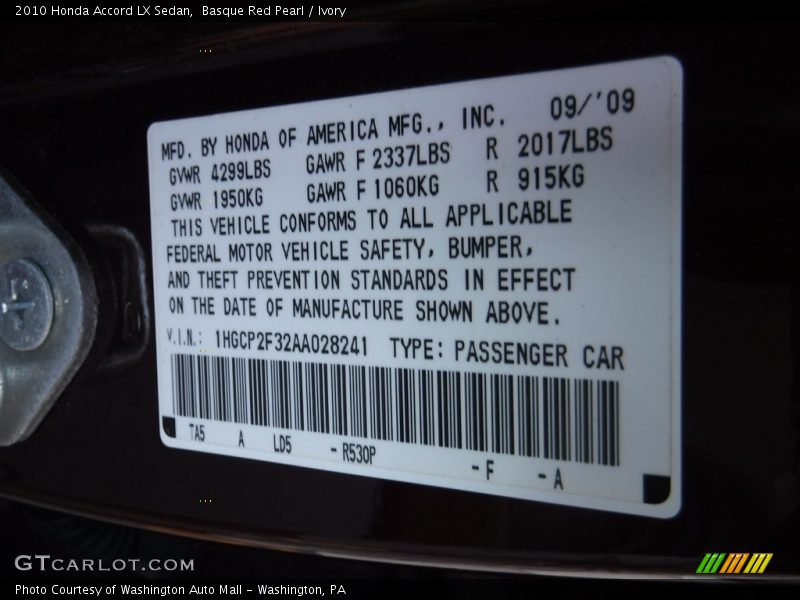 2010 Honda Accord LX Sedan,  Basque Red Pearl / Ivory
MFD. BY HONDA OF AMERICA MFG., INC. 09/'09
GVWR 4299LBS GAWR F 2337LBS R 2017LBS
GVWR 1950KG GAWR F 1060KG R 915KG
THIS VEHICLE CONFORMS TO ALL APPLICABLE
FEDERAL MOTOR VEHICLE SAFETY, BUMPER,
AND THEFT PREVENTION STANDARDS IN EFFECT
ON THE DATE OF MANUFACTURE SHOWN ABOVE.
V.I.N.: 1HGCP2F32AA028241 TYPE: PASSENGER CAR
TA5 A LD5 - R530P - F - A
GTCARLOT.COM
Photo Courtesy of Washington Auto Mall - Washington, PA